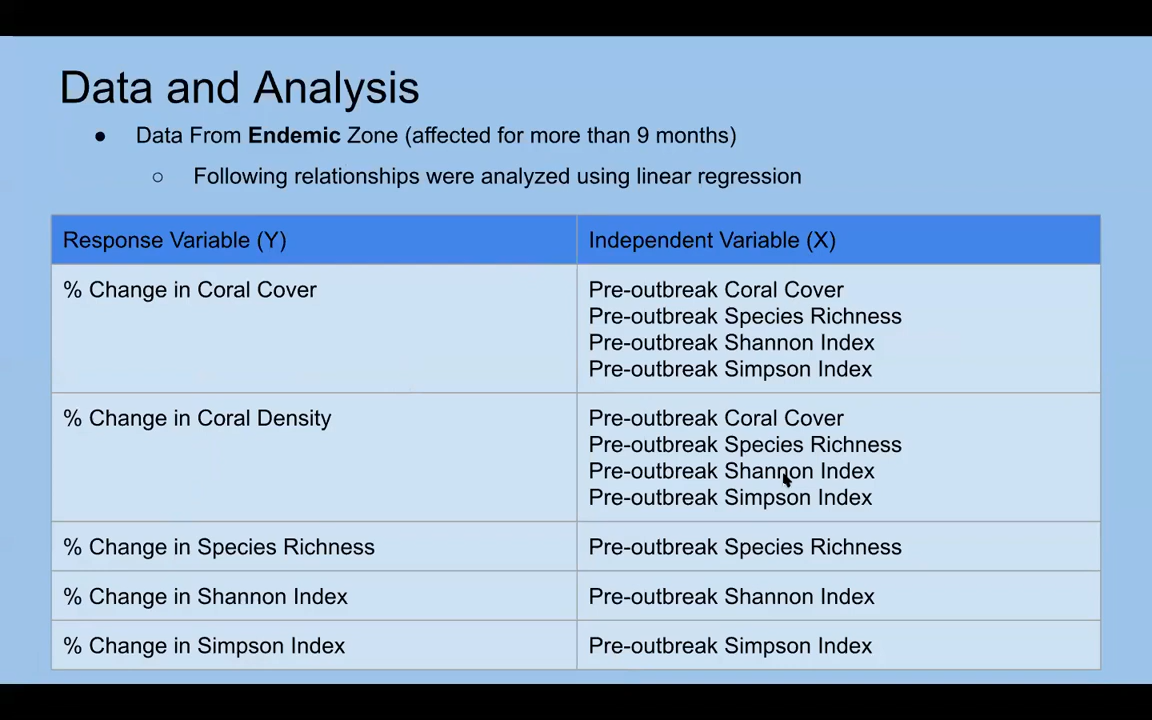 Data and Analysis
● Data From Endemic Zone (affected for more than 9 months)
○ Following relationships were analyzed using linear regression
Response Variable (Y)
Independent Variable (X)
% Change in Coral Cover
Pre-outbreak Coral Cover
Pre-outbreak Species Richness
Pre-outbreak Shannon Index
Pre-outbreak Simpson Index
% Change in Coral Density
Pre-outbreak Coral Cover
Pre-outbreak Species Richness
Pre-outbreak Shannon Index
Pre-outbreak Simpson Index
% Change in Species Richness
Pre-outbreak Species Richness
% Change in Shannon Index
Pre-outbreak Shannon Index
% Change in Simpson Index
Pre-outbreak Simpson Index